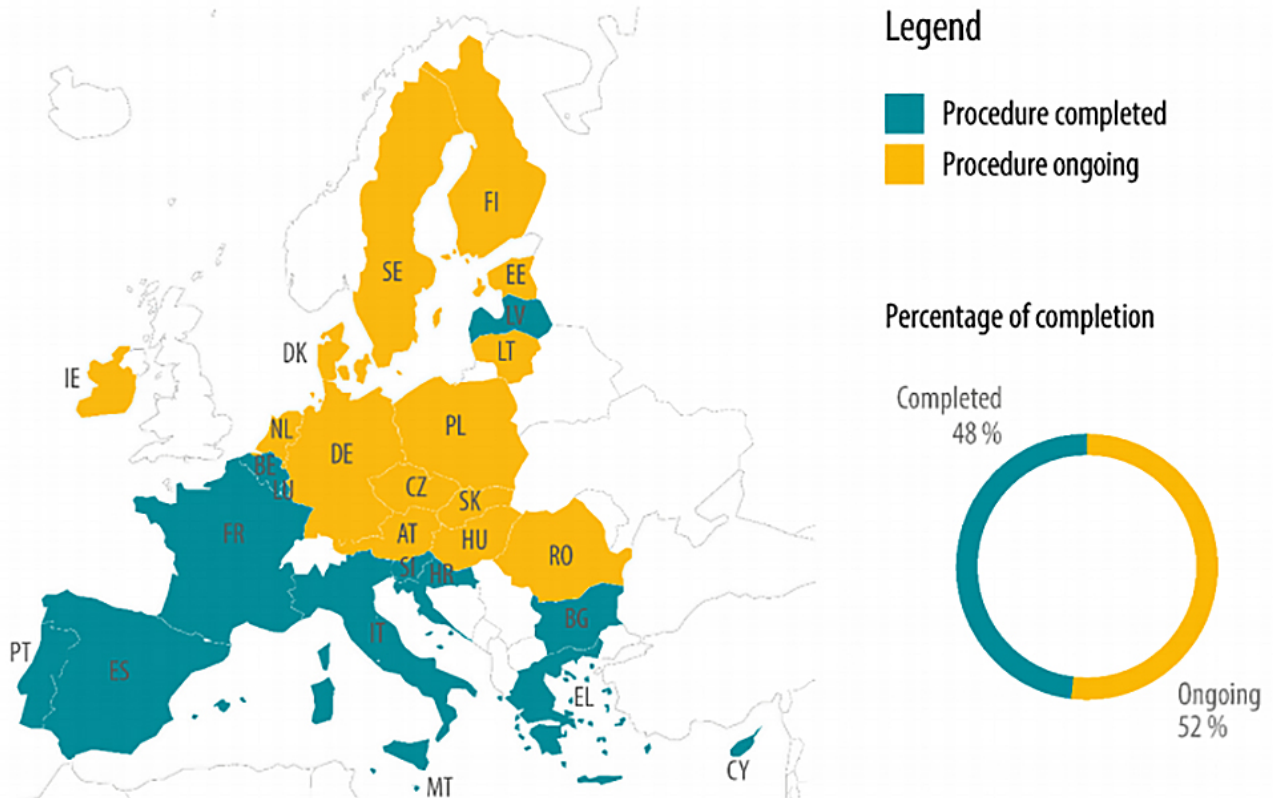 Legend
Procedure completed
Procedure ongoing
Percentage of completion
Completed
48 %
Ongoing
52 %
FI
SE
EE
LV
LT
DK
IE
NL
PL
DE
BE
LU
CZ
SK
AT
HU
FR
RO
SI
HR
BG
IT
PT
ES
EL
CY
MT